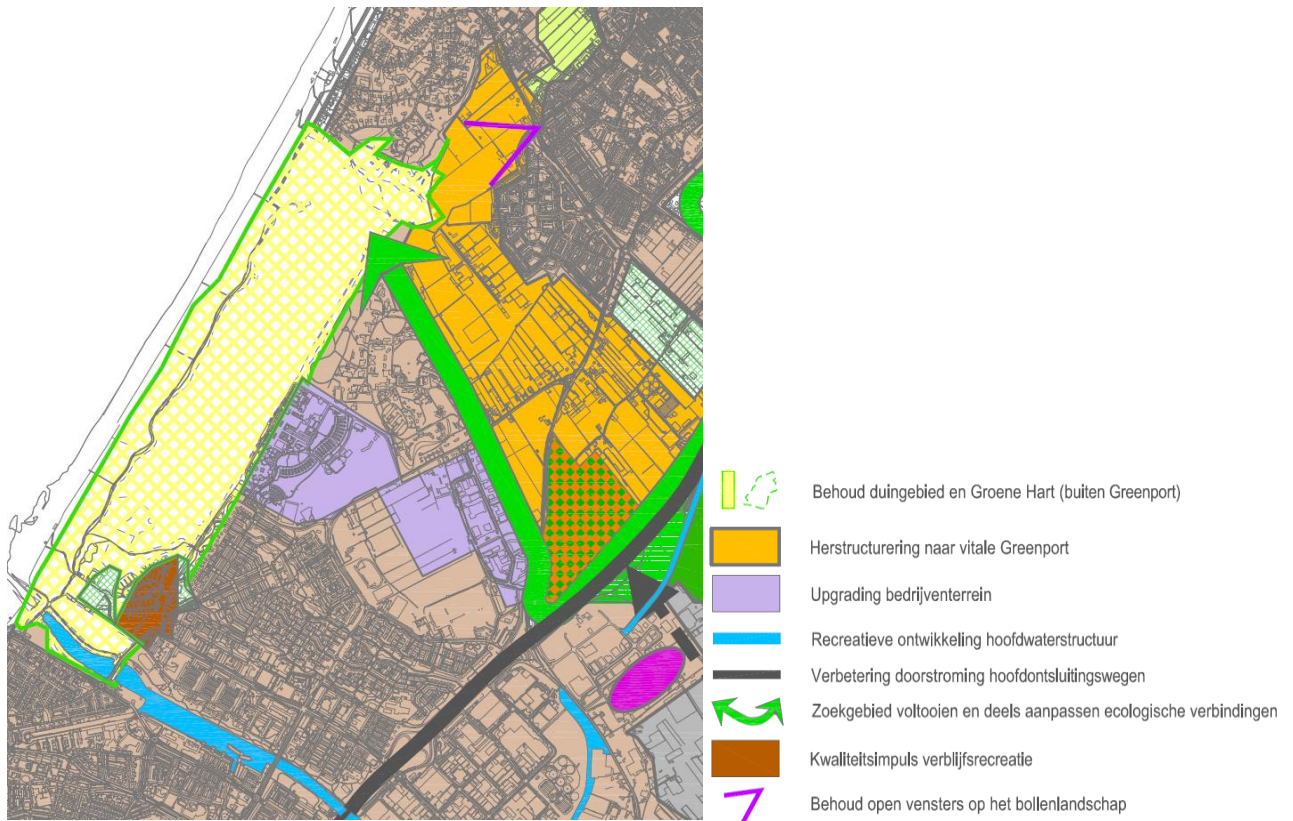 Behoud duingebied en Groene Hart (buiten Greenport)
Herstructurering naar vitale Greenport
Upgrading bedrijventerrein
Recreatieve ontwikkeling hoofdwaterstructuur
Verbetering doorstroming hoofdontsluitingswegen
Zoekgebied voltooien en deels aanpassen ecologische verbindingen
Kwaliteitsimpuls verblijfsrecreatie
Behoud open vensters op het bollenlandschap